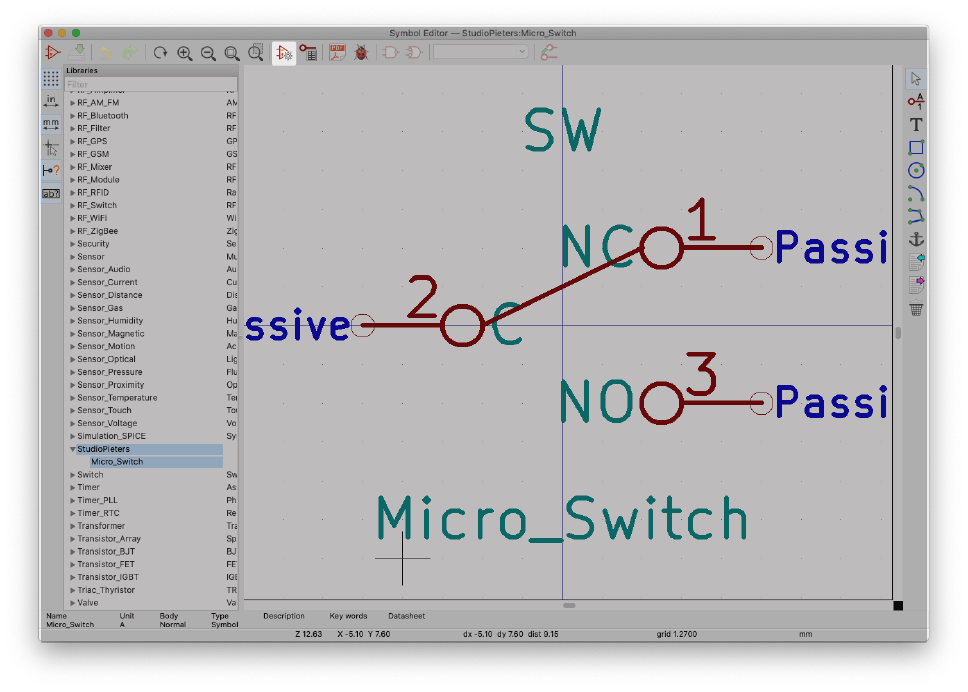 Symbol Editor — StudioPieters:Micro_Switch
PDF
Libraries
Filter
in
mm
ab?
A
1
T
RF_AM_FM AM
RF_Bluetooth RF
RF_Filter RF
RF_GPS GP
RF_GSM GS
RF_Mixer RF
RF_Module RF
RF_RFID Ra
RF_Switch RF
RF_WiFi Wi
RF_ZigBee Zig
Security Se
Sensor Mu
Sensor_Audio Au
Sensor_Current Cu
Sensor_Distance Dis
Sensor_Gas Ga
Sensor_Humidity Hu
Sensor_Magnetic Ma
Sensor_Motion Ac
Sensor_Optical Lig
Sensor_Pressure Flu
Sensor_Proximity Op
Sensor_Temperature Ter
Sensor_Touch Tou
Sensor_Voltage Vo
Simulation_SPICE Sy
StudioPieters
Micro_Switch
Switch Sw
Timer As
Timer_PLL Ph
Timer_RTC Re
Transformer Tra
Transistor_Array Sp
Transistor_BJT BJ
Transistor_FET FE
Transistor_IGBT IGB
Triac_Thyristor TR
Valve Va
SW
NC 1 Passi
ssive 2 C
NO 3 Passi
Micro_Switch
Name Unit Body Type Description Key words Datasheet
Micro_Switch A Normal Symbol
Z 12.63 X -5.10 Y 7.60 dx -5.10 dy 7.60 dist 9.15 grid 1.2700 mm